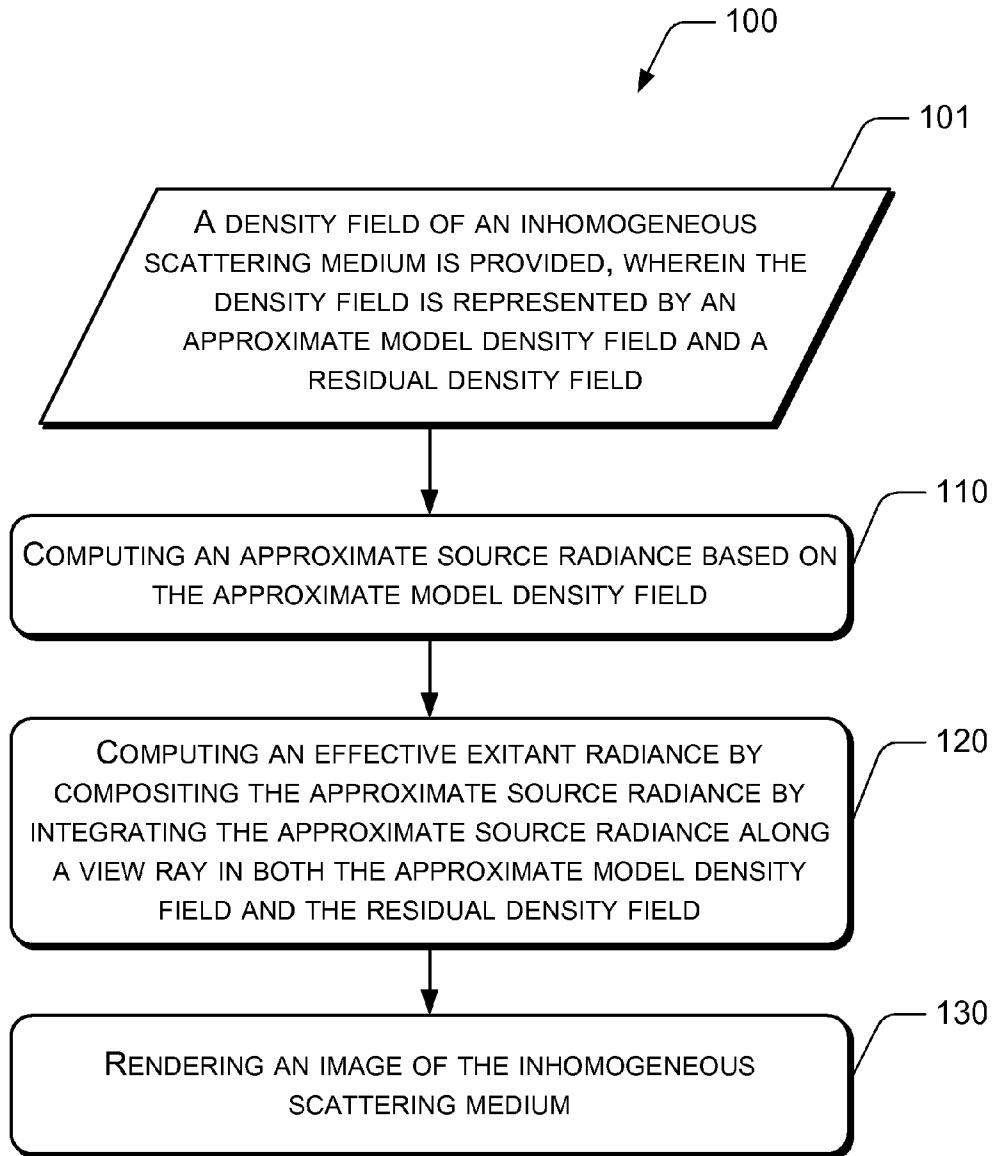 100
101
A DENSITY FIELD OF AN INHOMOGENEOUS
SCATTERING MEDIUM IS PROVIDED, WHEREIN THE
DENSITY FIELD IS REPRESENTED BY AN
APPROXIMATE MODEL DENSITY FIELD AND A
RESIDUAL DENSITY FIELD
110
COMPUTING AN APPROXIMATE SOURCE RADIANCE BASED ON
THE APPROXIMATE MODEL DENSITY FIELD
120
COMPUTING AN EFFECTIVE EXITANT RADIANCE BY
COMPOSITING THE APPROXIMATE SOURCE RADIANCE BY
INTEGRATING THE APPROXIMATE SOURCE RADIANCE ALONG
A VIEW RAY IN BOTH THE APPROXIMATE MODEL DENSITY
FIELD AND THE RESIDUAL DENSITY FIELD
130
RENDERING AN IMAGE OF THE INHOMOGENEOUS
SCATTERING MEDIUM